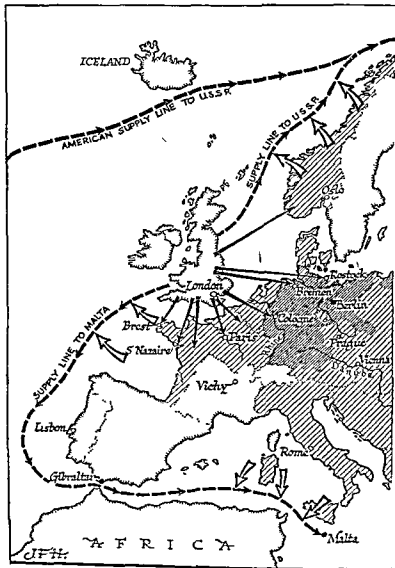 ICELAND
AMERICAN SUPPLY LINE TO U.S.S.R
SUPPLY LINE TO U.S.S.R
Oslo
Rostock
London
Bremen
Berlin
Brest
Cologne
SUPPLY LINE TO MALTA
Paris
Prague
St Nazaire
Vienna
Danube
Vichy
Lisbon
Rome
Gibraltar
Malta
J.F.H.
AFRICA